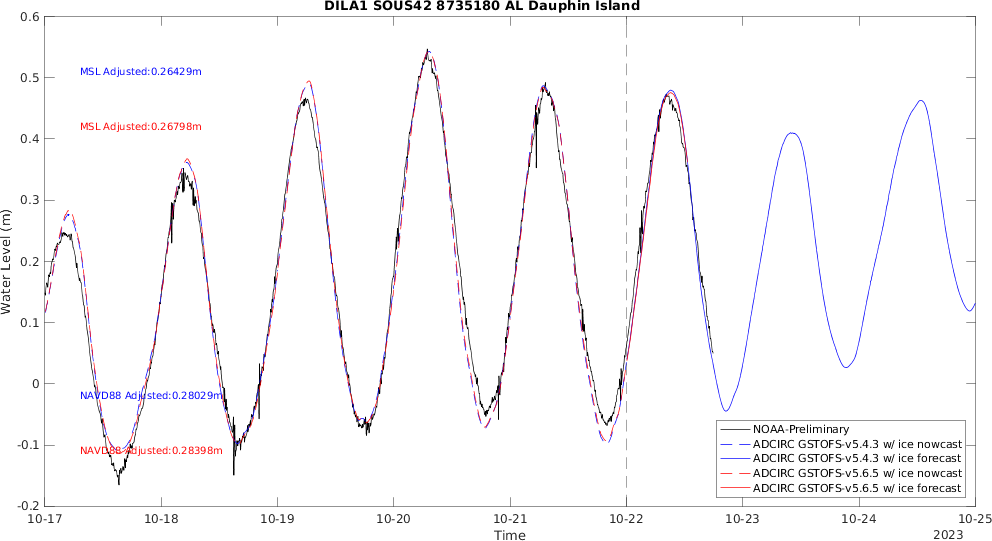 DILA1 SOUS42 8735180 AL Dauphin Island
0.6
0.5
0.4
0.3
0.2
0.1
0
-0.1
-0.2
Water Level (m)
MSL Adjusted:0.26429m
MSL Adjusted:0.26798m
NAVD88 Adjusted:0.28029m
NAVD88 Adjusted:0.28398m
NOAA-Preliminary
ADCIRC GSTOFS-v5.4.3 w/ ice nowcast
ADCIRC GSTOFS-v5.4.3 w/ ice forecast
ADCIRC GSTOFS-v5.6.5 w/ ice nowcast
ADCIRC GSTOFS-v5.6.5 w/ ice forecast
10-17 10-18 10-19 10-20 10-21 10-22 10-23 10-24 10-25
Time
2023